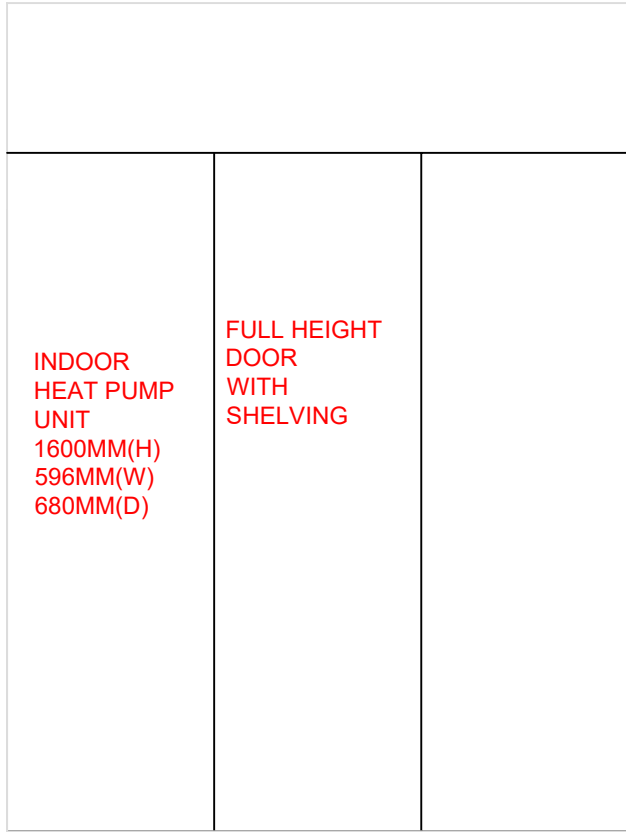 INDOOR
HEAT PUMP
UNIT
1600MM(H)
596MM(W)
680MM(D)
FULL HEIGHT
DOOR
WITH
SHELVING